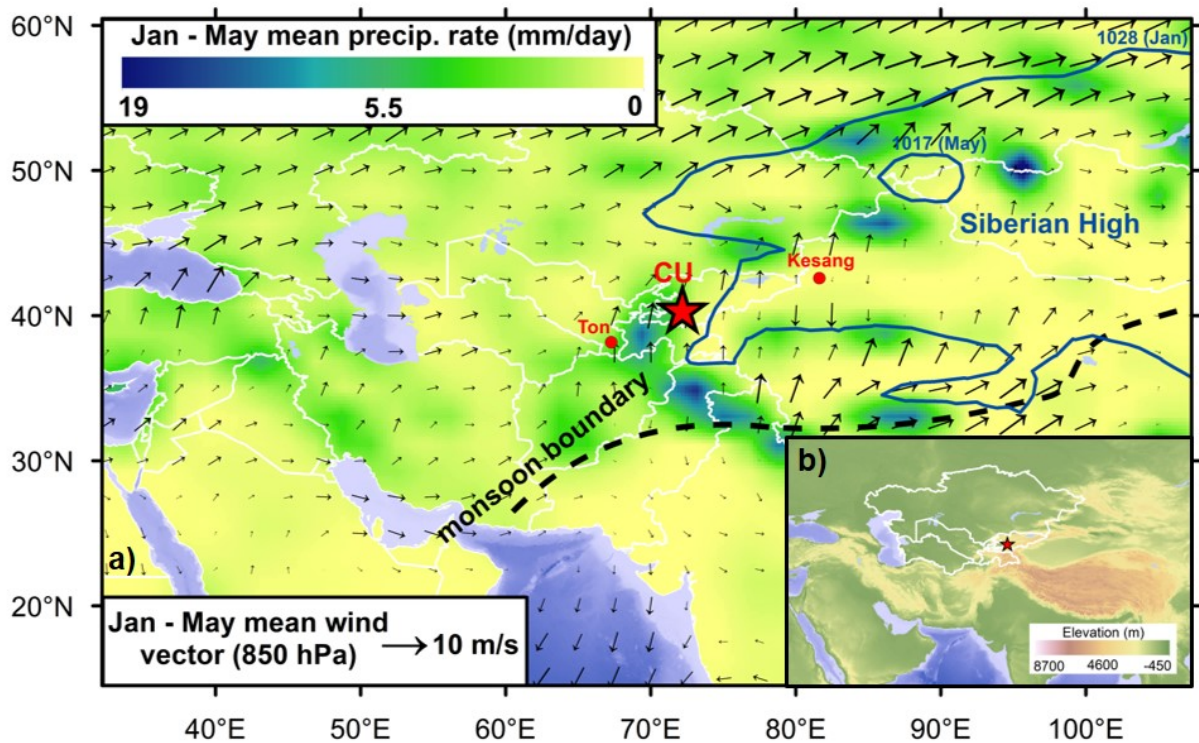 60°N
50°N
40°N
30°N
20°N
Jan - May mean precip. rate (mm/day)
19 5.5 0
1028 (Jan)
1017 (May)
Siberian High
Kesang
CU
Ton
monsoon boundary
a)
Jan - May mean wind
vector (850 hPa) 10 m/s
b)
Elevation (m)
8700 4600 -450
40°E 50°E 60°E 70°E 80°E 90°E 100°E